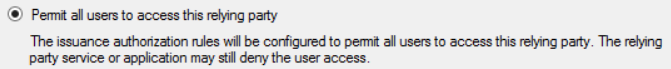 Permit all users to access this relying party
The issuance authorization rules will be configured to permit all users to access this relying party. The relying
party service or application may still deny the user access.